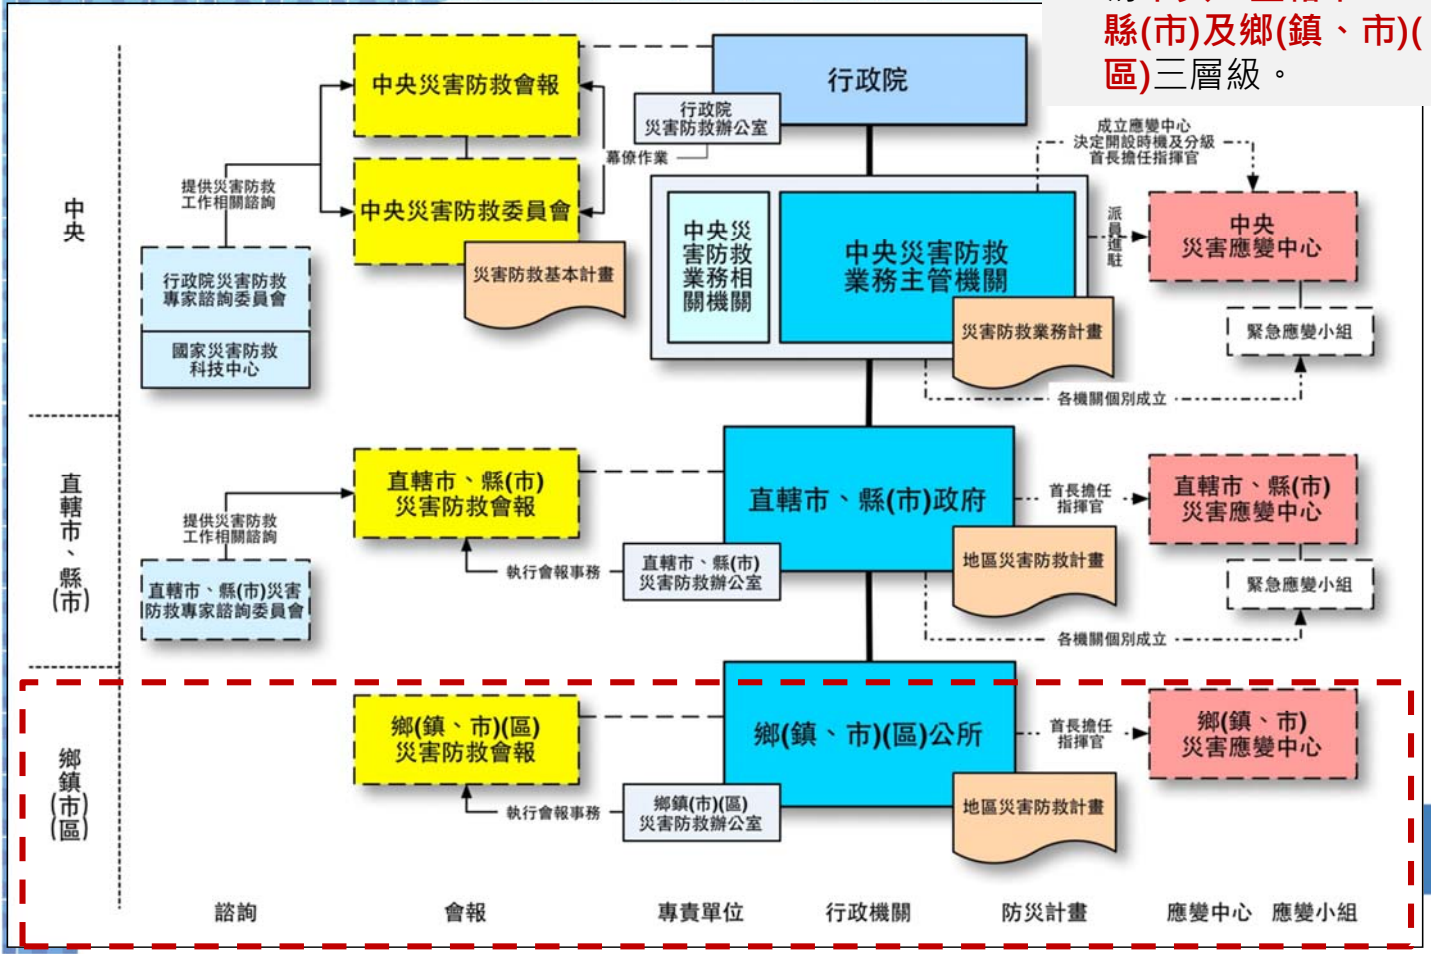 縣(市)及鄉(鎮、市)(
區)三層級。
中央災害防救會報
行政院
行政院
災害防救辦公室
幕僚作業
成立應變中心
決定開設時機及分級
首長擔任指揮官
提供災害防救
工作相關諮詢
中央
中央災害防救委員會
災害防救基本計畫
中央災
害防救
業務相
關機關
中央災害防救
業務主管機關
派員進駐
中央
災害應變中心
行政院災害防救
專家諮詢委員會
國家災害防救
科技中心
災害防救業務計畫
緊急應變小組
各機關個別成立
直轄市、縣(市)
直轄市、縣(市)
災害防救會報
直轄市、縣(市)政府
首長擔任
指揮官
直轄市、縣(市)
災害應變中心
提供災害防救
工作相關諮詢
執行會報事務
直轄市、縣(市)
災害防救辦公室
地區災害防救計畫
緊急應變小組
直轄市、縣(市)災害
防救專家諮詢委員會
各機關個別成立
鄉鎮(市)(區)
鄉(鎮、市)(區)
災害防救會報
鄉(鎮、市)(區)公所
首長擔任
指揮官
鄉(鎮、市)
災害應變中心
執行會報事務
鄉鎮(市)(區)
災害防救辦公室
地區災害防救計畫
諮詢 會報 專責單位 行政機關 防災計畫 應變中心 應變小組